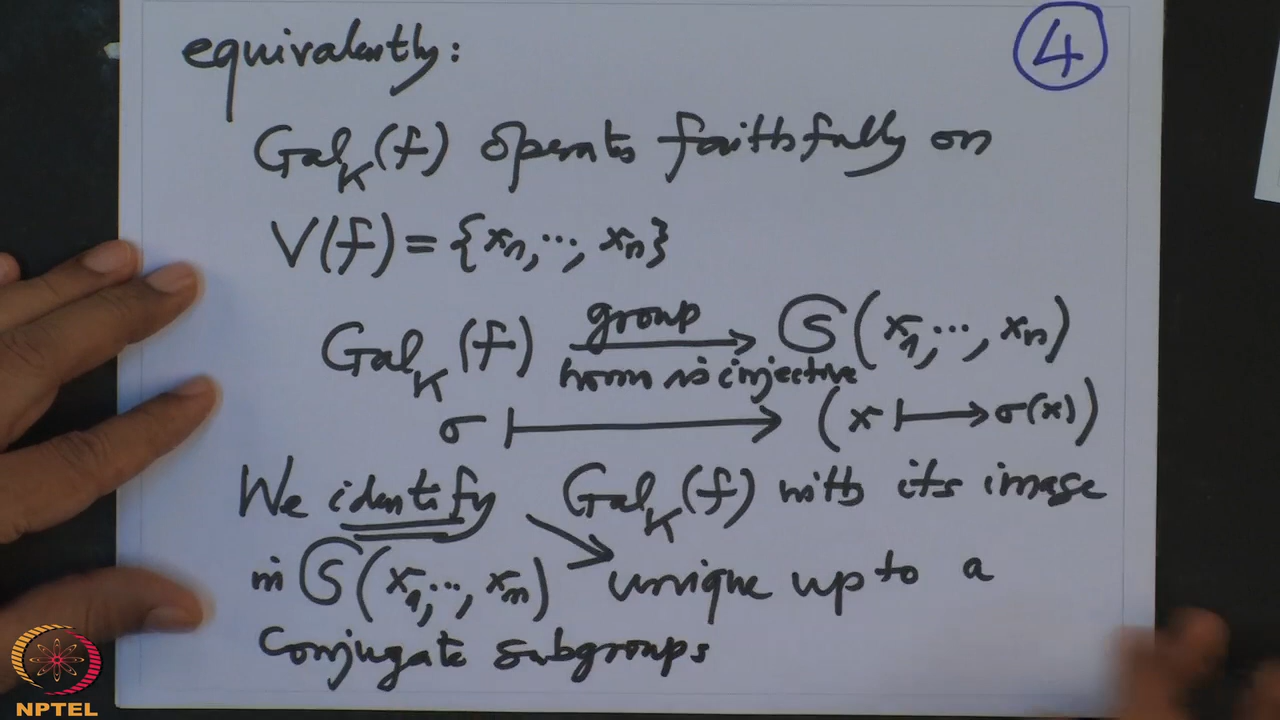 equivalently:
4
Gal_K(f) operates faithfully on
V(f) = {x_1, ..., x_n}
Gal_K(f) group ⟶ 𝔖(x_1, ..., x_n)
hom is injective
σ ⟼ (x ⟼ σ(x))
We identify Gal_K(f) with its image
in 𝔖(x_1, ..., x_n) unique up to a
conjugate subgroups
NPTEL